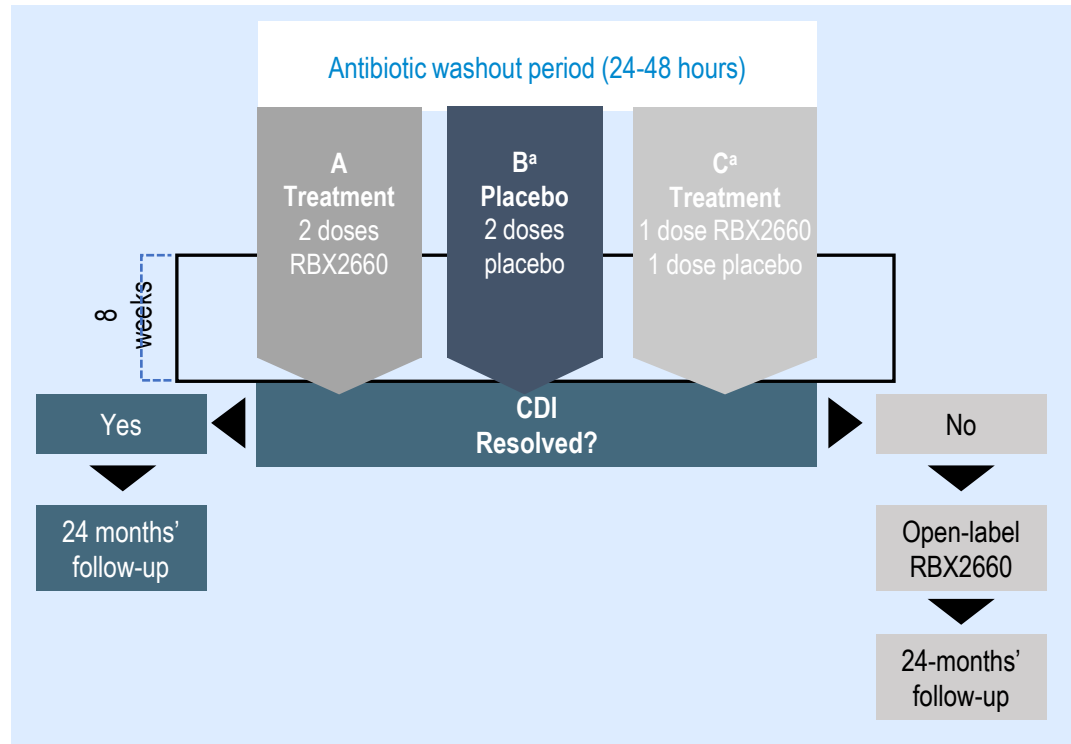 Antibiotic washout period (24-48 hours)
A
Treatment
2 doses
RBX2660
Bᵃ
Placebo
2 doses
placebo
Cᵃ
Treatment
1 dose RBX2660
1 dose placebo
8
weeks
CDI
Resolved?
Yes
No
24 months’
follow-up
Open-label
RBX2660
24-months’
follow-up